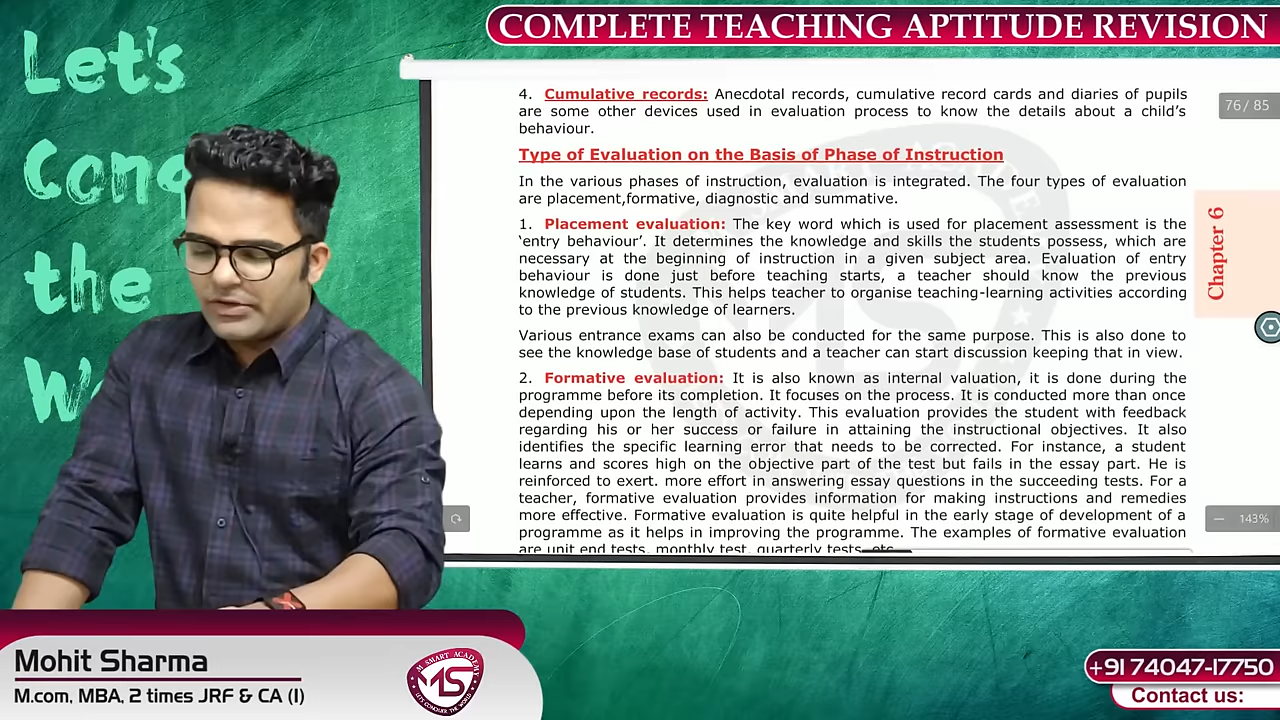 COMPLETE TEACHING APTITUDE REVISION
Let's
Conq
the
W
4. Cumulative records: Anecdotal records, cumulative record cards and diaries of pupils
are some other devices used in evaluation process to know the details about a child's
behaviour.
76/ 85
Type of Evaluation on the Basis of Phase of Instruction
In the various phases of instruction, evaluation is integrated. The four types of evaluation
are placement,formative, diagnostic and summative.
1. Placement evaluation: The key word which is used for placement assessment is the
'entry behaviour'. It determines the knowledge and skills the students possess, which are
necessary at the beginning of instruction in a given subject area. Evaluation of entry
behaviour is done just before teaching starts, a teacher should know the previous
knowledge of students. This helps teacher to organise teaching-learning activities according
to the previous knowledge of learners.
Chapter 6
Various entrance exams can also be conducted for the same purpose. This is also done to
see the knowledge base of students and a teacher can start discussion keeping that in view.
2. Formative evaluation: It is also known as internal valuation, it is done during the
programme before its completion. It focuses on the process. It is conducted more than once
depending upon the length of activity. This evaluation provides the student with feedback
regarding his or her success or failure in attaining the instructional objectives. It also
identifies the specific learning error that needs to be corrected. For instance, a student
learns and scores high on the objective part of the test but fails in the essay part. He is
reinforced to exert. more effort in answering essay questions in the succeeding tests. For a
teacher, formative evaluation provides information for making instructions and remedies
more effective. Formative evaluation is quite helpful in the early stage of development of a
programme as it helps in improving the programme. The examples of formative evaluation
are unit end tests, monthly test, quarterly tests, etc.
143%
Mohit Sharma
M.com, MBA, 2 times JRF & CA (I)
M SMART ACADEMY
MS
LET'S CONQUER THE WORLD
+91 74047-17750
Contact us: